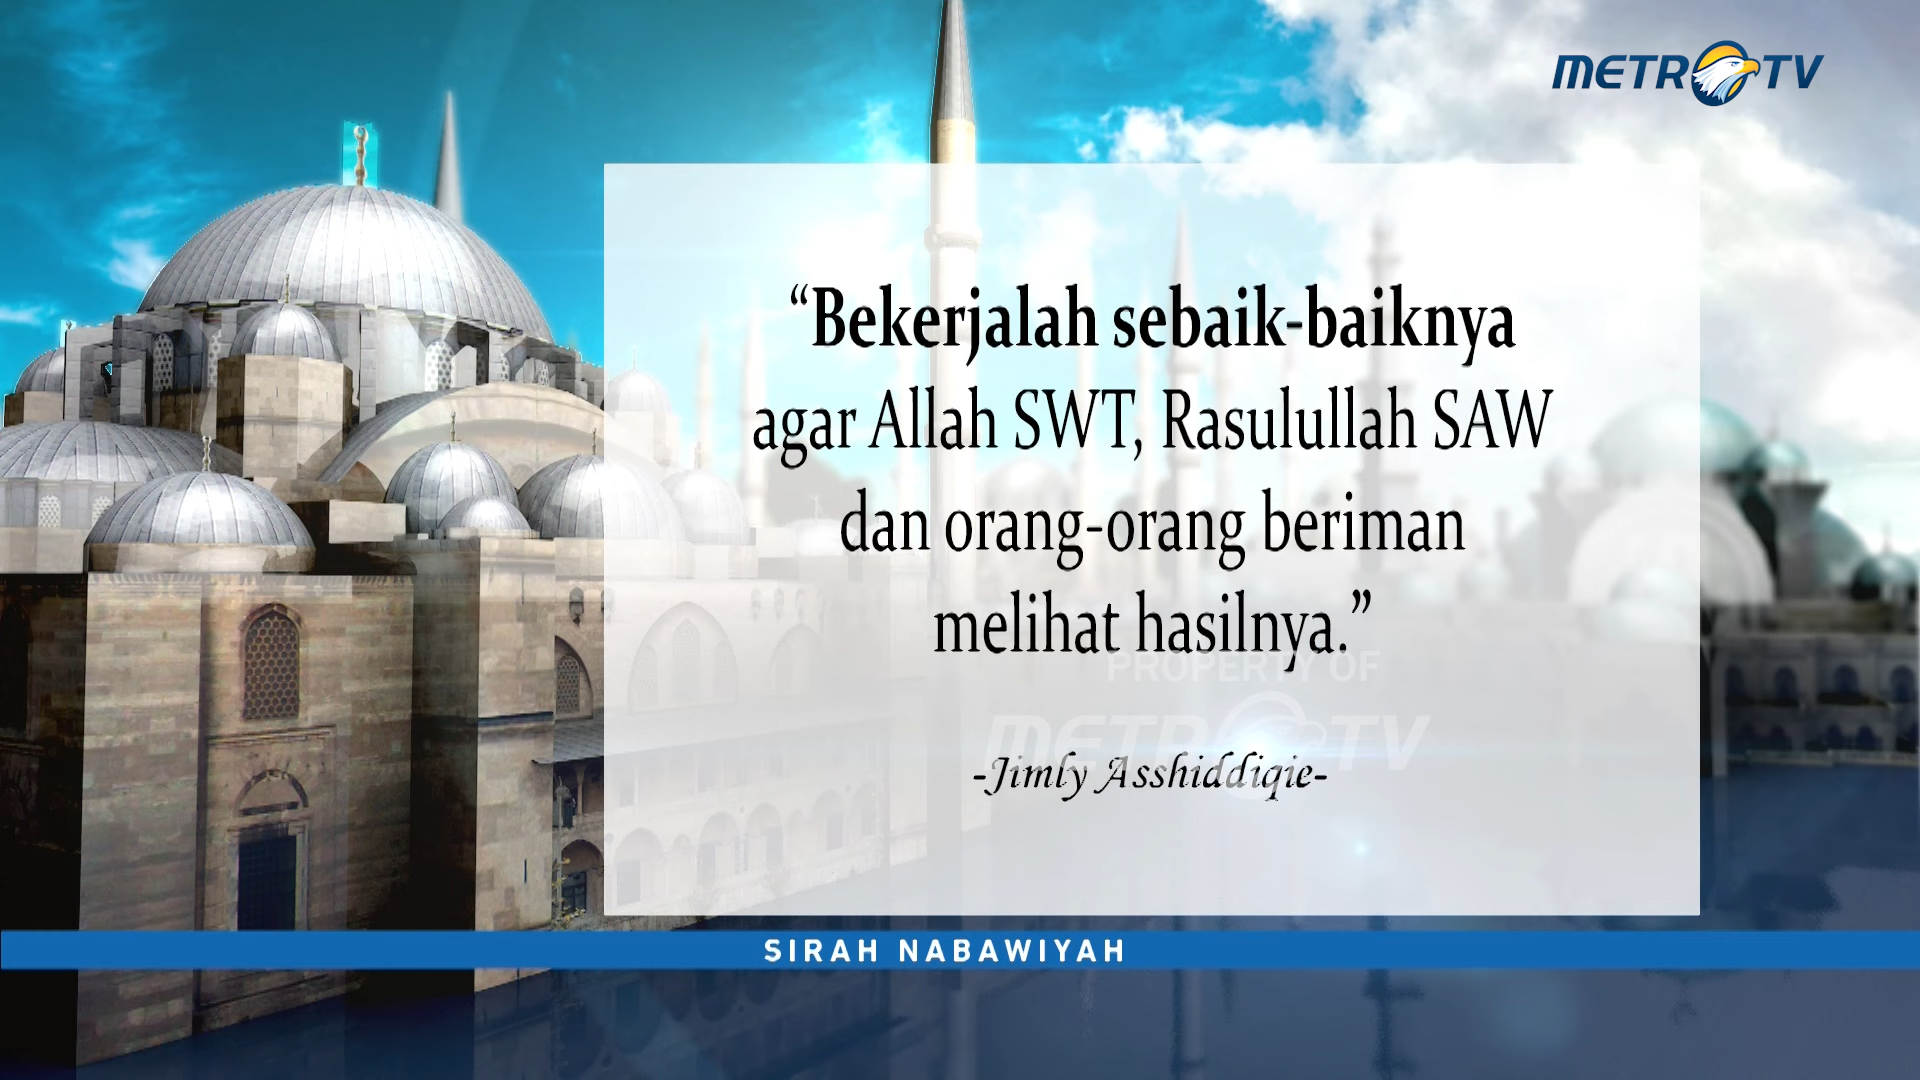 METRO TV
“Bekerjalah sebaik-baiknya
agar Allah SWT, Rasulullah SAW
dan orang-orang beriman
melihat hasilnya.”
PROPERTY OF
METRO TV
-Jimly Asshiddiqie-
SIRAH NABAWIYAH